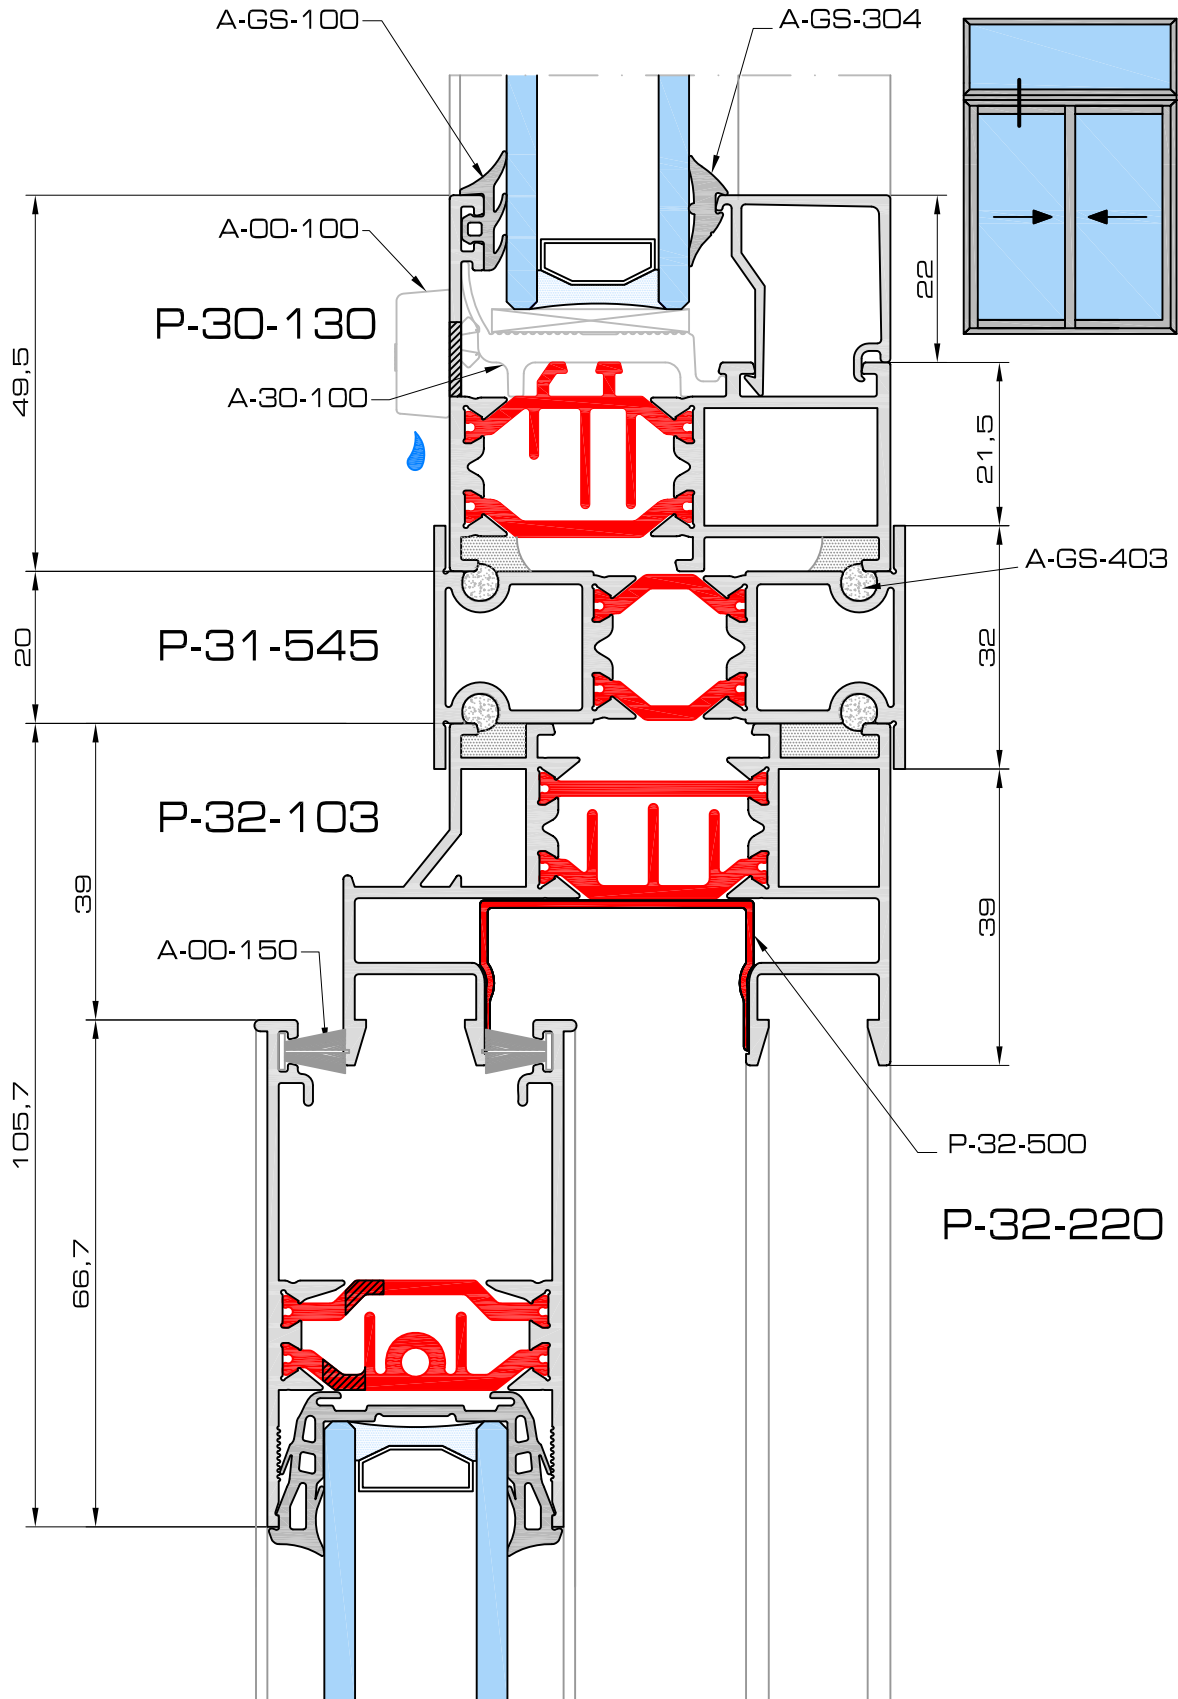 A-GS-100
A-GS-304
A-00-100
P-30-130
22
A-30-100
49,5
21,5
A-GS-403
P-31-545
20
32
P-32-103
39
39
A-00-150
105,7
P-32-500
P-32-220
66,7